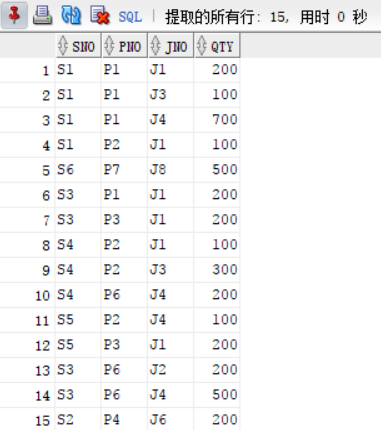 SQL | 提取的所有行: 15, 用时 0 秒
SNO PNO JNO QTY
1 S1 P1 J1 200
2 S1 P1 J3 100
3 S1 P1 J4 700
4 S1 P2 J1 100
5 S6 P7 J8 500
6 S3 P1 J1 200
7 S3 P3 J1 200
8 S4 P2 J1 100
9 S4 P2 J3 300
10 S4 P6 J4 200
11 S5 P2 J4 100
12 S5 P3 J1 200
13 S3 P6 J2 200
14 S3 P6 J4 500
15 S2 P4 J6 200